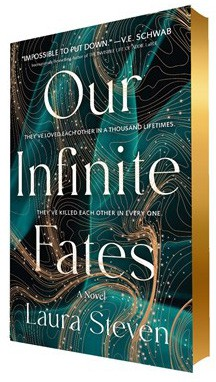 "IMPOSSIBLE TO PUT DOWN." —V.E. SCHWAB
Our
THEY'VE LOVED EACH OTHER IN A THOUSAND LIFETIMES.
Infinite
THEY'VE KILLED EACH OTHER IN EVERY ONE.
Fates
A Novel
Laura Steven